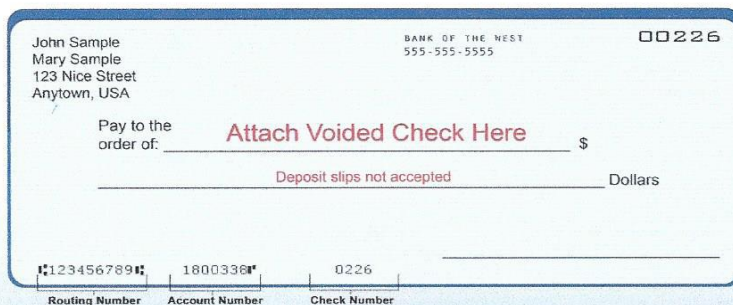 John Sample
Mary Sample
123 Nice Street
Anytown, USA
BANK OF THE WEST
555-555-5555
00226
Pay to the
order of:
Attach Voided Check Here
$
Deposit slips not accepted
Dollars
⑆123456789⑆ 1800338⑈ 0226
Routing Number Account Number Check Number